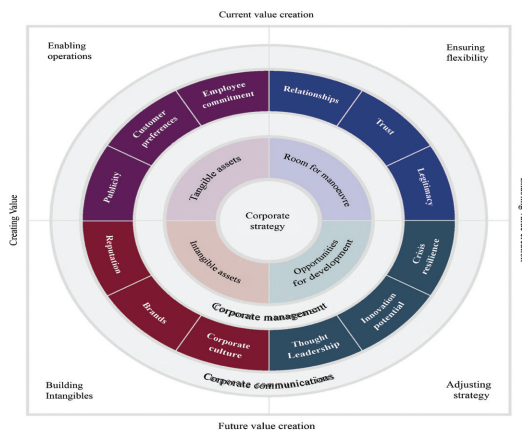 Current value creation
Enabling
operations
Ensuring
flexibility
Employee
commitment
Relationships
Customer
preferences
Trust
Publicity
Legitimacy
Tangible assets
Room for manoeuvre
Creating Value
Corporate
strategy
Reputation
Crisis
resilience
Intangible assets
Opportunities
for development
Brands
Innovation
potential
Corporate management
Corporate
culture
Thought
Leadership
Corporate communications
Building
Intangibles
Adjusting
strategy
Future value creation